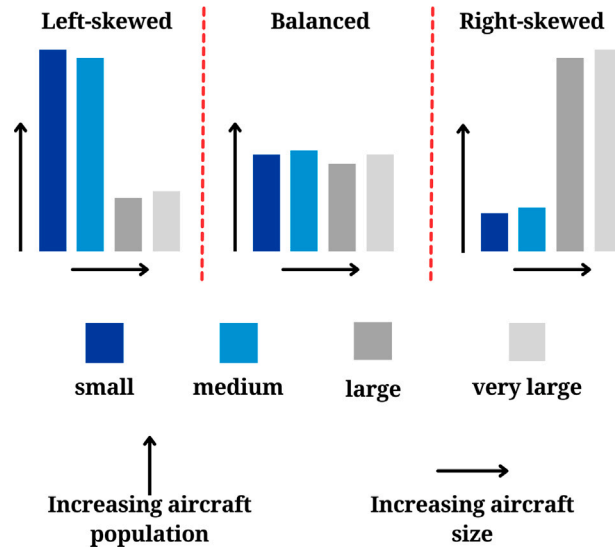 Left-skewed
Balanced
Right-skewed
small
medium
large
very large
Increasing aircraft
population
Increasing aircraft
size